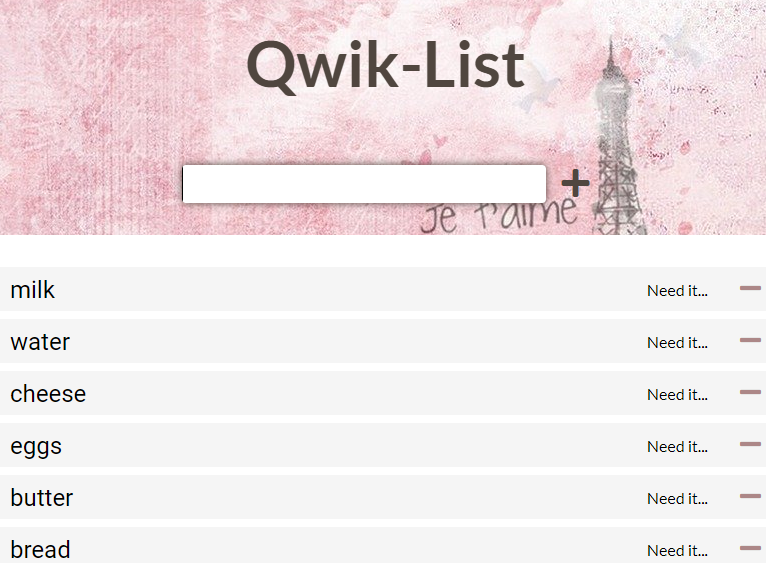 Qwik-List
Je t'aime
milk Need it...
water Need it...
cheese Need it...
eggs Need it...
butter Need it...
bread Need it...